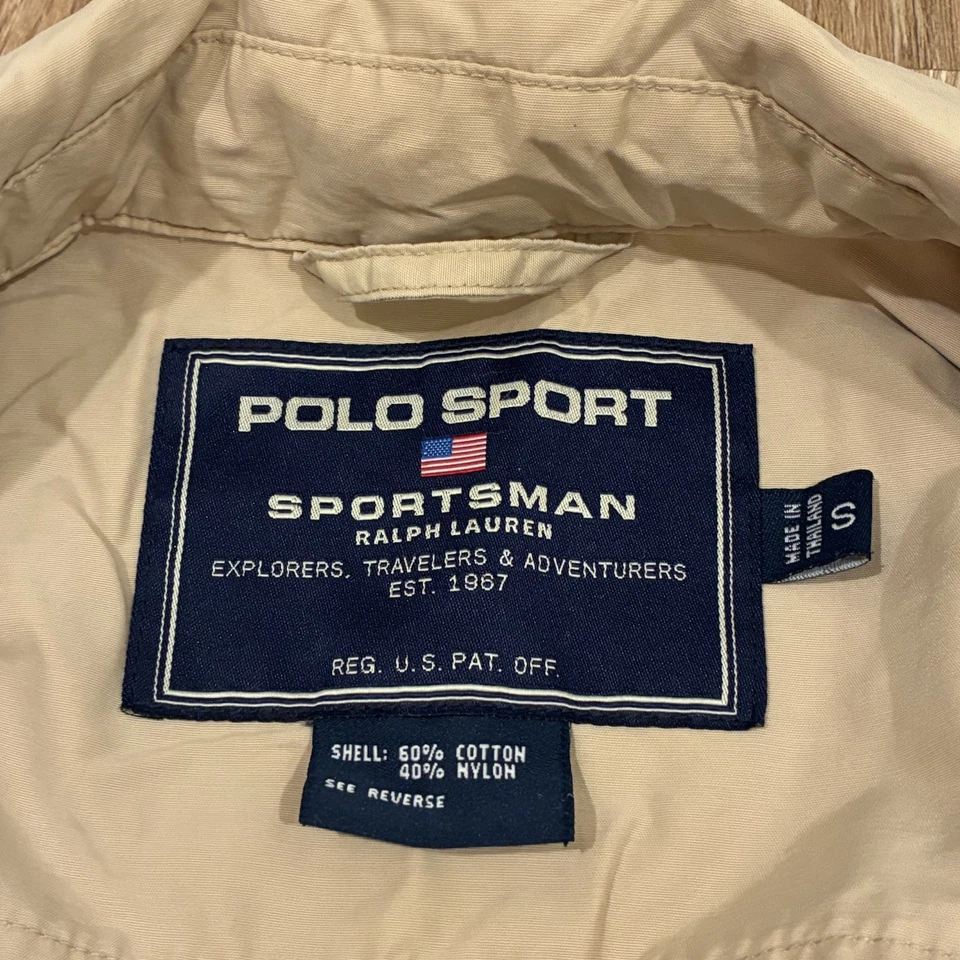 POLO SPORT
SPORTSMAN
RALPH LAUREN
EXPLORERS, TRAVELERS & ADVENTURERS
EST. 1967
REG. U.S. PAT. OFF.
MADE IN
THAILAND
S
SHELL: 60% COTTON
40% NYLON
SEE REVERSE